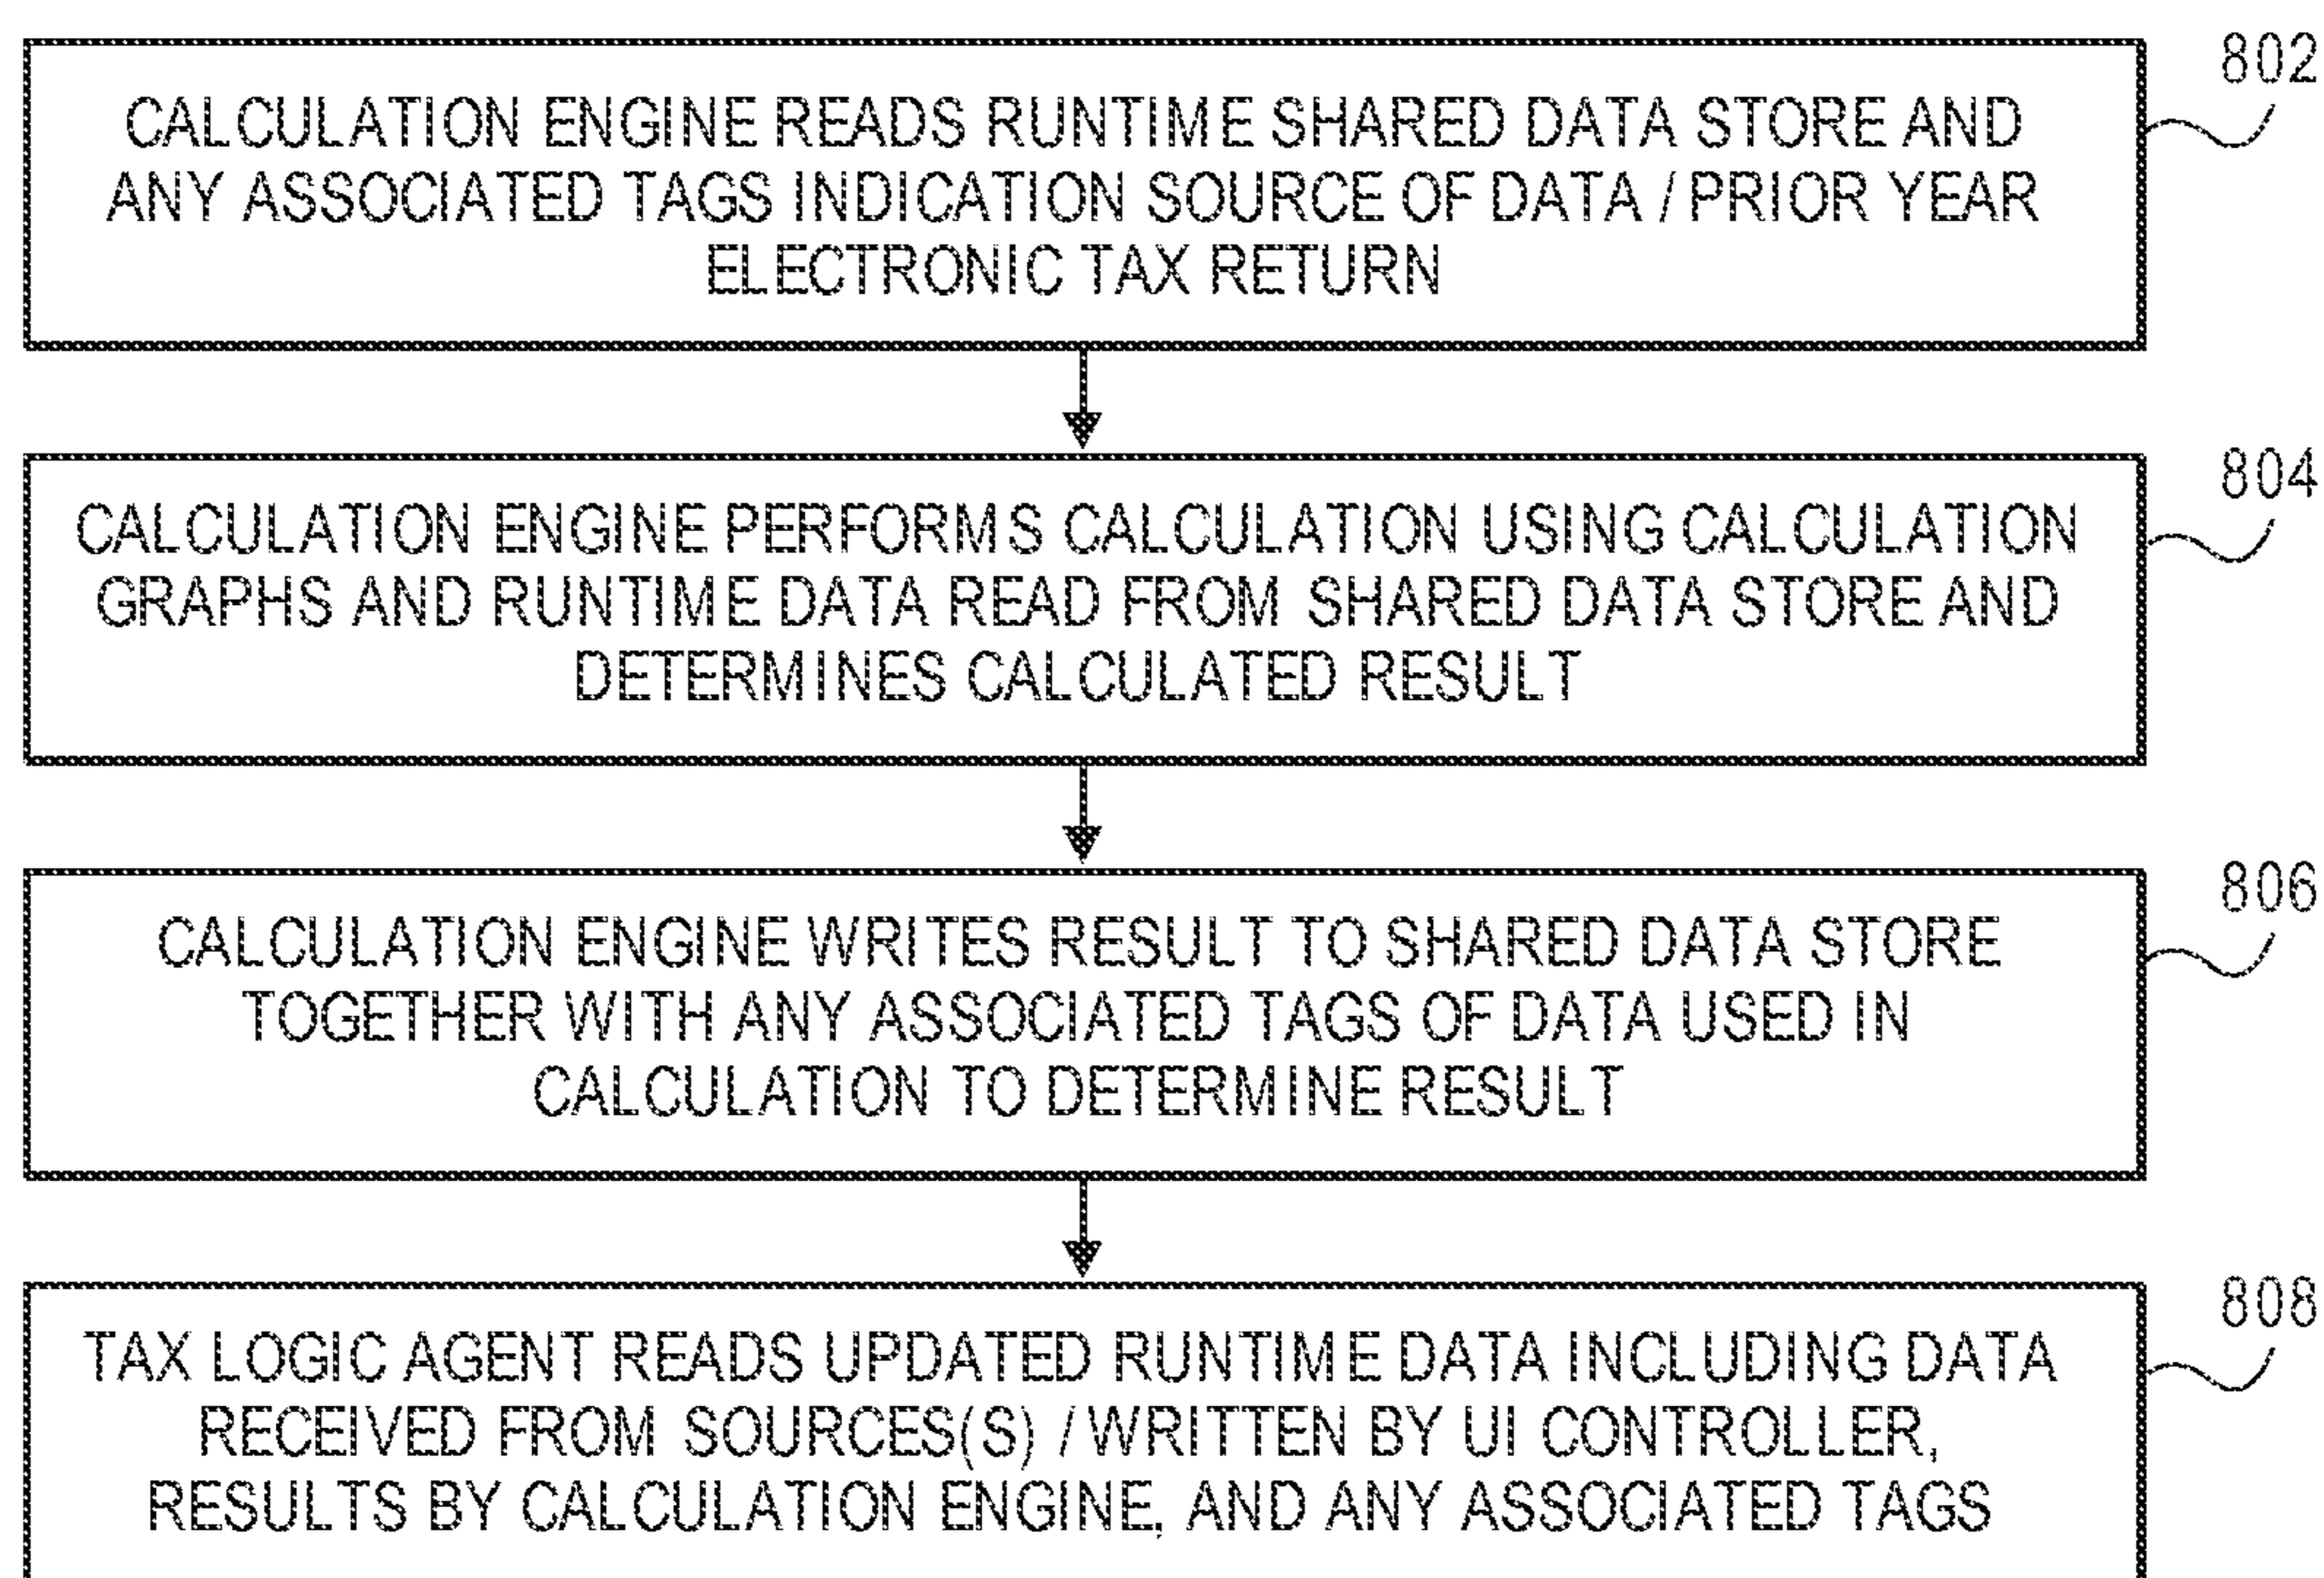 802
CALCULATION ENGINE READS RUNTIME SHARED DATA STORE AND
ANY ASSOCIATED TAGS INDICATION SOURCE OF DATA / PRIOR YEAR
ELECTRONIC TAX RETURN
804
CALCULATION ENGINE PERFORMS CALCULATION USING CALCULATION
GRAPHS AND RUNTIME DATA READ FROM SHARED DATA STORE AND
DETERMINES CALCULATED RESULT
806
CALCULATION ENGINE WRITES RESULT TO SHARED DATA STORE
TOGETHER WITH ANY ASSOCIATED TAGS OF DATA USED IN
CALCULATION TO DETERMINE RESULT
808
TAX LOGIC AGENT READS UPDATED RUNTIME DATA INCLUDING DATA
RECEIVED FROM SOURCES(S) / WRITTEN BY UI CONTROLLER,
RESULTS BY CALCULATION ENGINE, AND ANY ASSOCIATED TAGS